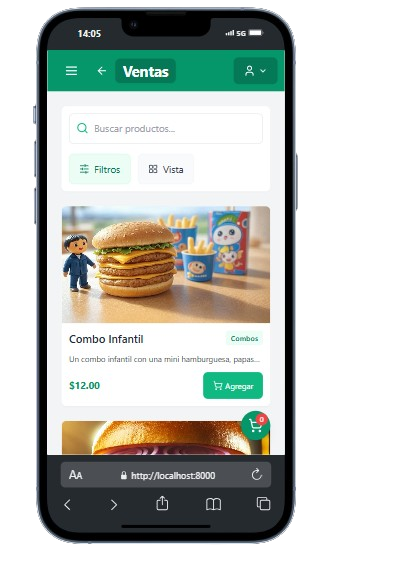 14:05
5G
Ventas
Buscar productos...
Filtros
Vista
Combo Infantil
Combos
Un combo infantil con una mini hamburguesa, papas...
$12.00
Agregar
0
AA
http://localhost:8000